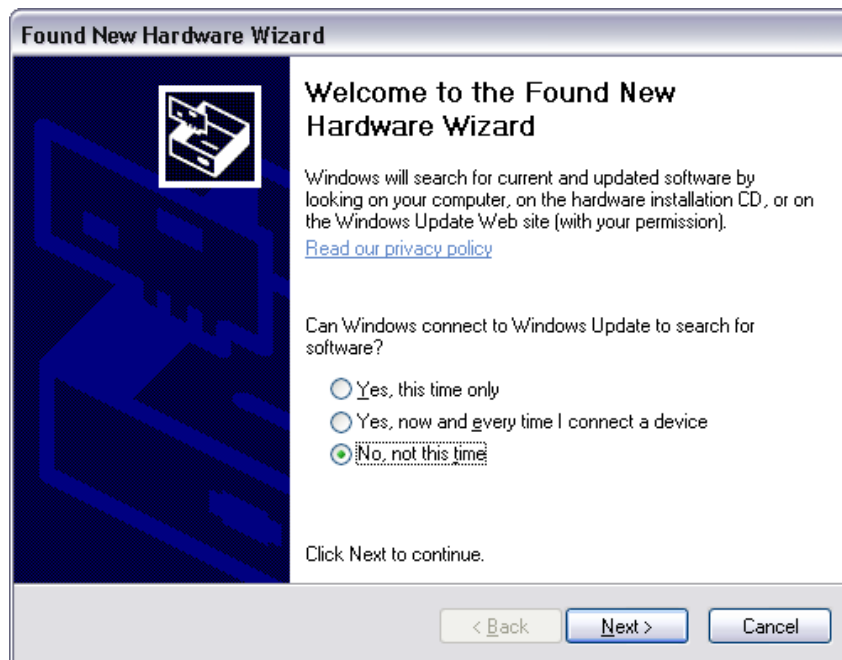 Found New Hardware Wizard
Welcome to the Found New
Hardware Wizard
Windows will search for current and updated software by
looking on your computer, on the hardware installation CD, or on
the Windows Update Web site (with your permission).
Read our privacy policy
Can Windows connect to Windows Update to search for
software?
Yes, this time only
Yes, now and every time I connect a device
No, not this time
Click Next to continue.
< Back
Next >
Cancel